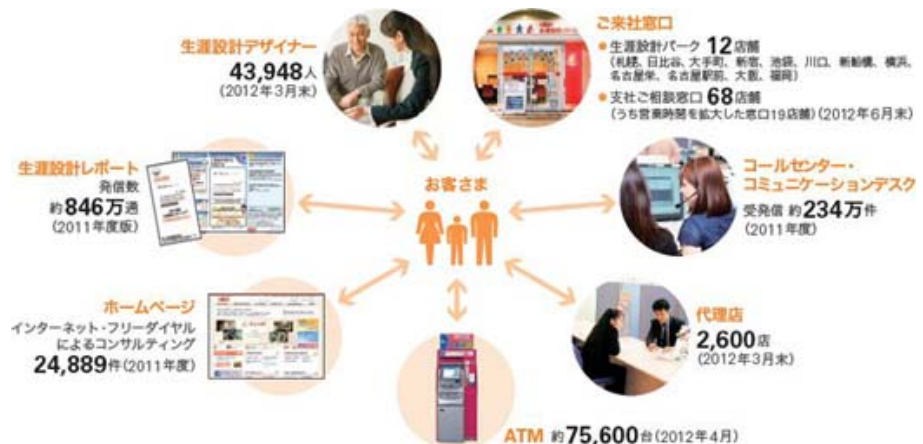 生涯設計デザイナー
43,948人
(2012年3月末)
ご来社窓口
●生涯設計パーク 12店舗
(札幌、日比谷、大手町、新宿、池袋、川口、新船橋、横浜、
名古屋栄、名古屋駅前、大阪、福岡)
●支社ご相談窓口 68店舗
(うち営業時間を拡大した窓口19店舗)(2012年6月末)
生涯設計レポート
発信数
約846万通
(2011年度版)
お客さま
コールセンター・
コミュニケーションデスク
受発信 約234万件
(2011年度)
ホームページ
インターネット・フリーダイヤル
によるコンサルティング
24,889件(2011年度)
代理店
2,600店
(2012年3月末)
ATM 約75,600台(2012年4月)